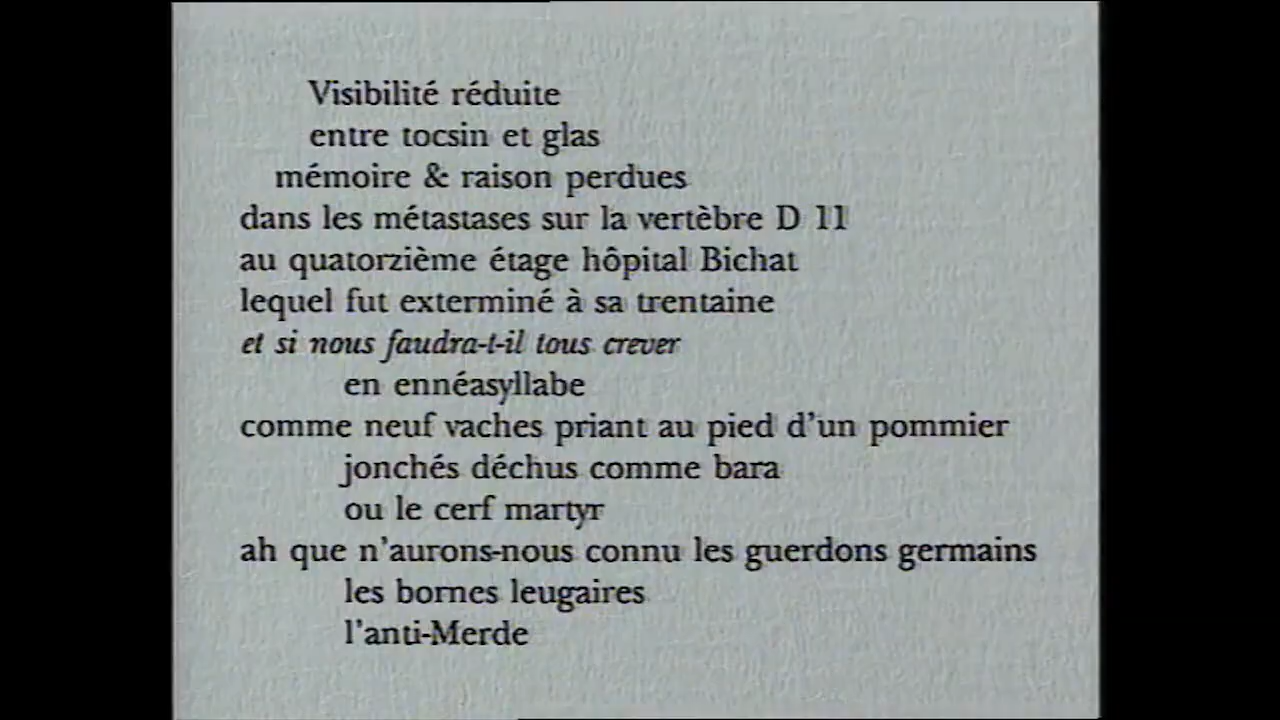 Visibilité réduite
entre tocsin et glas
mémoire & raison perdues
dans les métastases sur la vertèbre D 11
au quatorzième étage hôpital Bichat
lequel fut exterminé à sa trentaine
et si nous faudra-t-il tous crever
en ennéasyllabe
comme neuf vaches priant au pied d'un pommier
jonchés déchus comme bara
ou le cerf martyr
ah que n'aurons-nous connu les guerdons germains
les bornes leugaires
l'anti-Merde